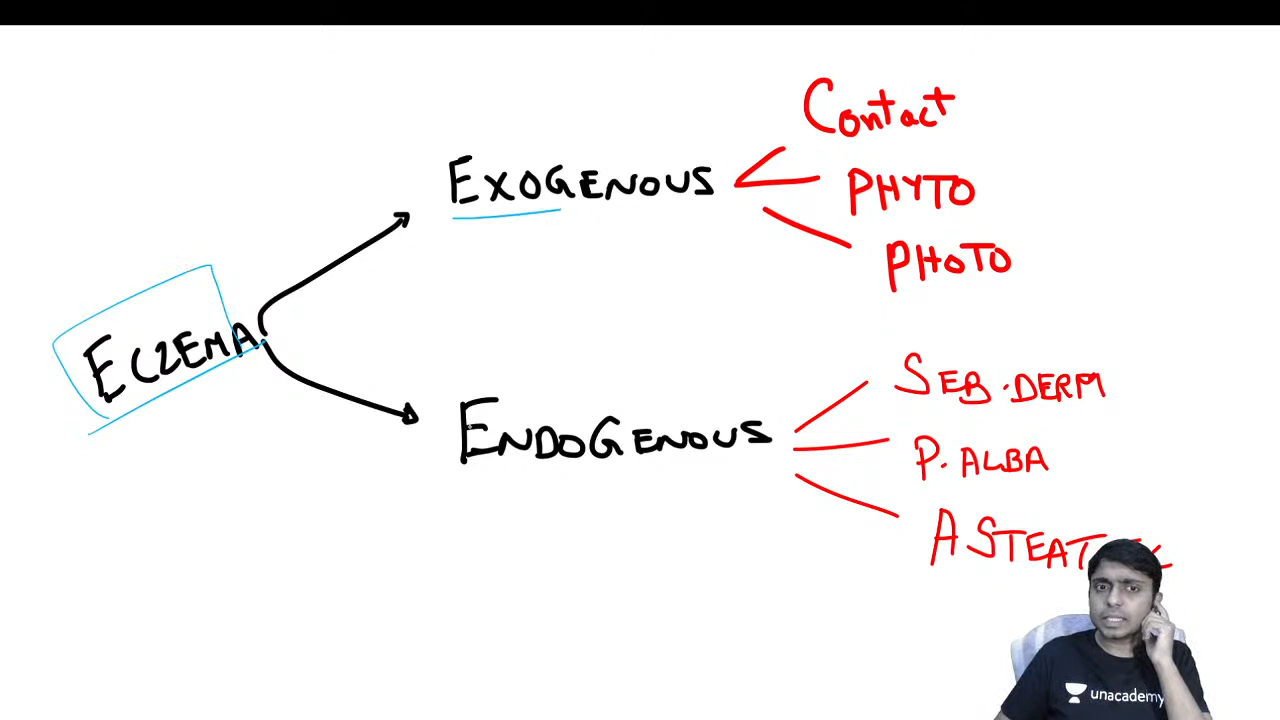 Contact
EXOGENOUS
PHYTO
PHOTO
ECZEMA
SEB.DERM
P. ALBA
ENDOGENOUS
unacademy